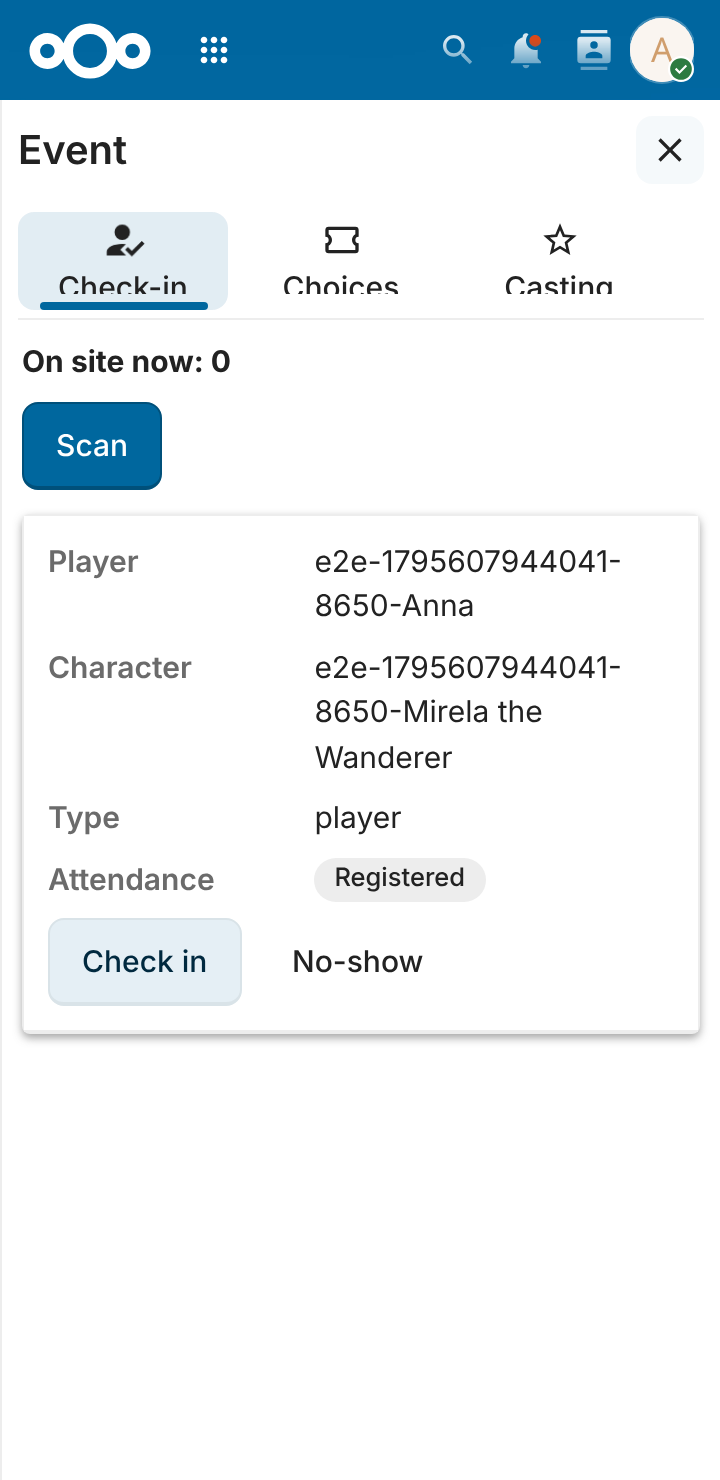 A
Event
Check-in
Choices
Casting
On site now: 0
Scan
Player
e2e-1795607944041-
8650-Anna
Character
e2e-1795607944041-
8650-Mirela the
Wanderer
Type
player
Attendance
Registered
Check in
No-show